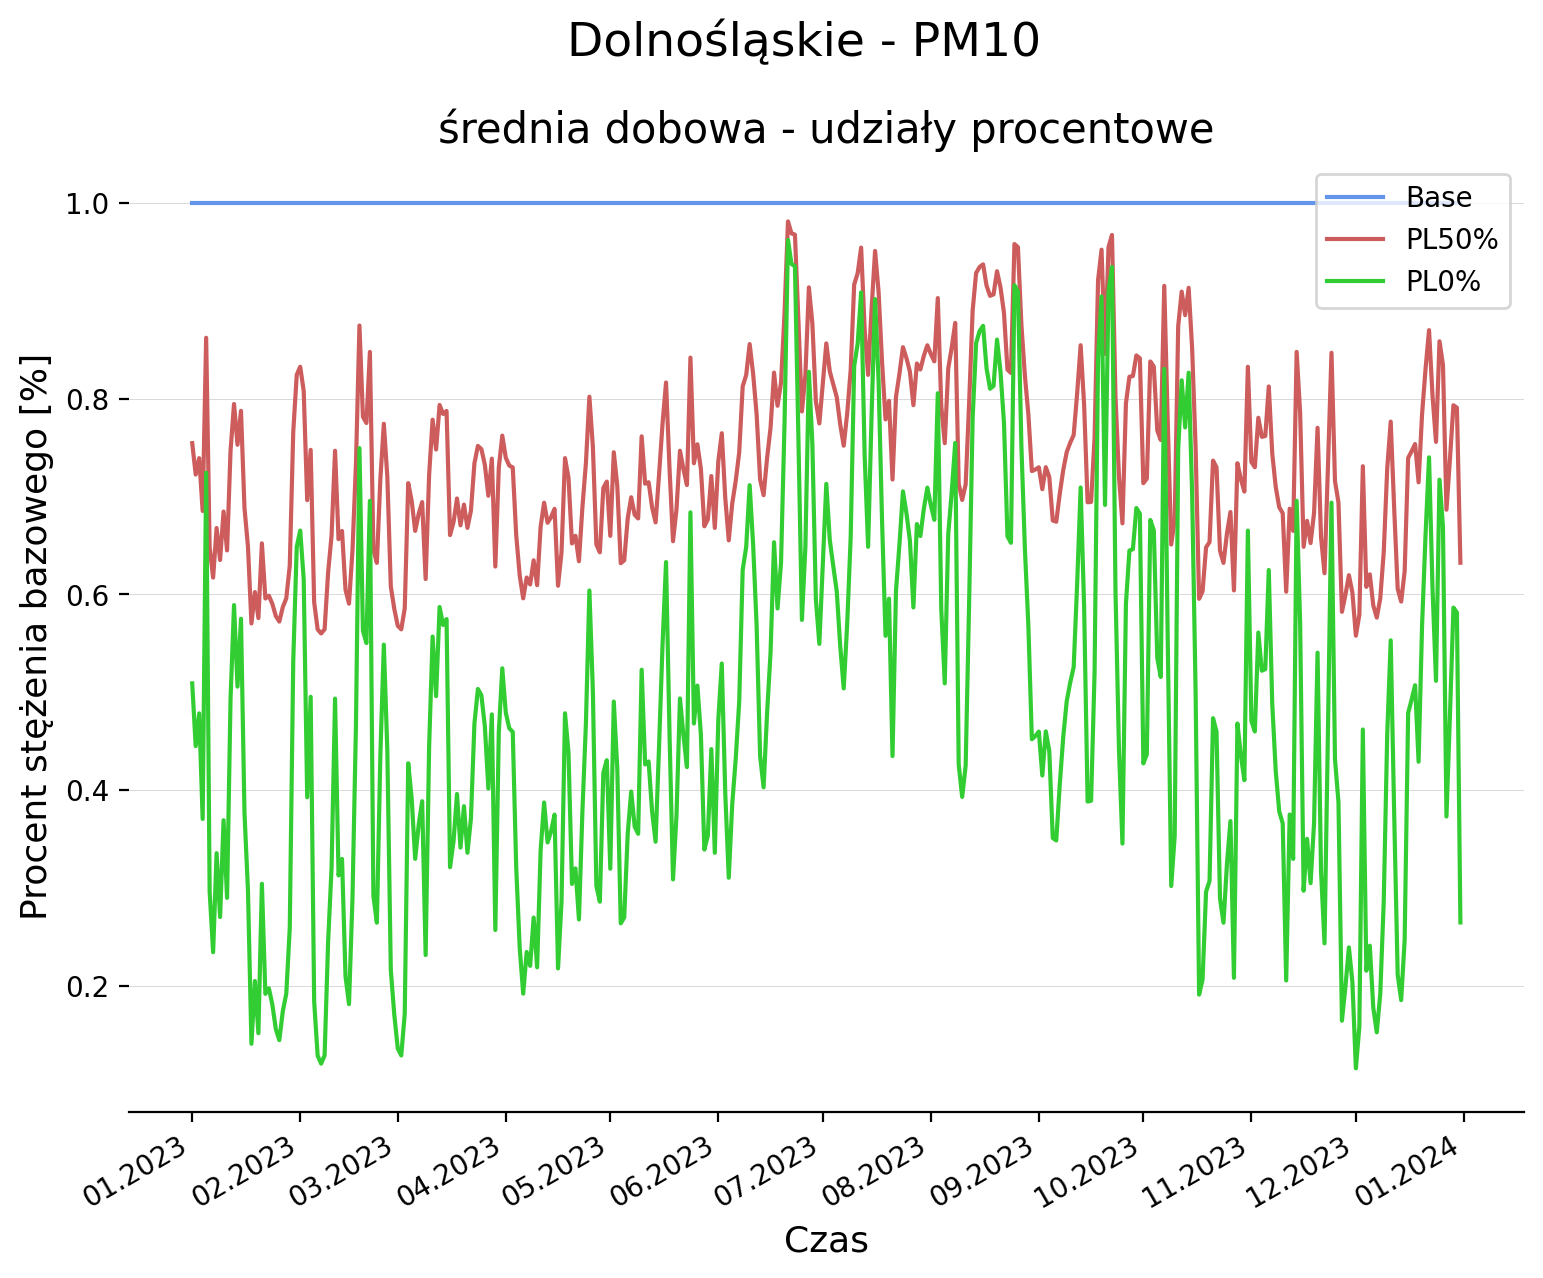 Dolnośląskie - PM10
średnia dobowa - udziały procentowe
Base
PL50%
PL0%
Procent stężenia bazowego [%]
1.0
0.8
0.6
0.4
0.2
01.2023
02.2023
03.2023
04.2023
05.2023
06.2023
07.2023
08.2023
09.2023
10.2023
11.2023
12.2023
01.2024
Czas